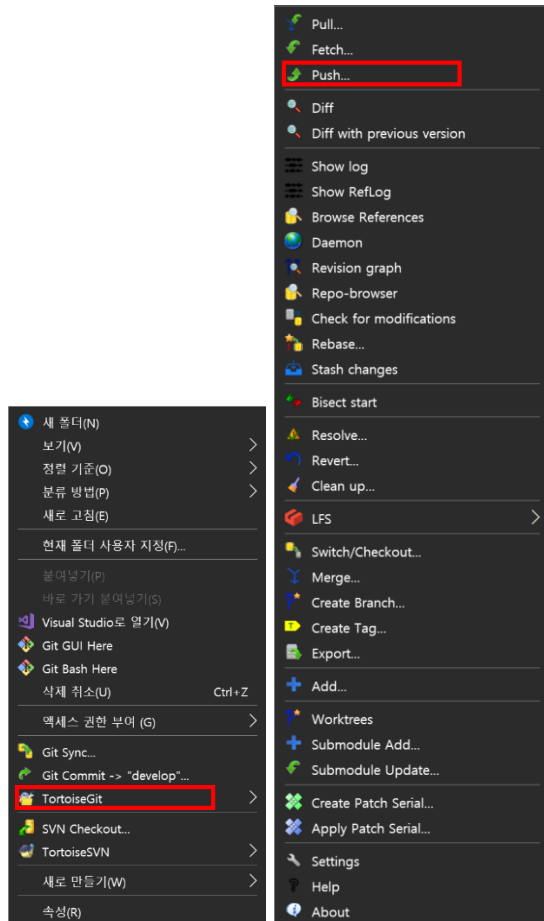 새 폴더(N)
보기(V)
정렬 기준(O)
분류 방법(P)
새로 고침(E)
현재 폴더 사용자 지정(F)...
붙여넣기(P)
바로 가기 붙여넣기(S)
Visual Studio로 열기(V)
Git GUI Here
Git Bash Here
삭제 취소(U) Ctrl+Z
액세스 권한 부여 (G)
Git Sync...
Git Commit -> "develop"...
TortoiseGit
SVN Checkout...
TortoiseSVN
새로 만들기(W)
속성(R)
Pull...
Fetch...
Push...
Diff
Diff with previous version
Show log
Show RefLog
Browse References
Daemon
Revision graph
Repo-browser
Check for modifications
Rebase...
Stash changes
Bisect start
Resolve...
Revert...
Clean up...
LFS
Switch/Checkout...
Merge...
Create Branch...
Create Tag...
Export...
Add...
Worktrees
Submodule Add...
Submodule Update...
Create Patch Serial...
Apply Patch Serial...
Settings
Help
About